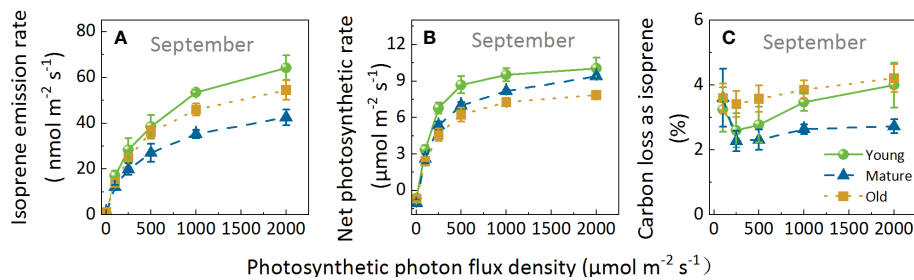 Isoprene emission rate
( nmol m⁻² s⁻¹)
A
September
80
60
40
20
0
0 500 1000 1500 2000
Net photosynthetic rate
(μmol m⁻² s⁻¹)
B
September
12
9
6
3
0
0 500 1000 1500 2000
Carbon loss as isoprene
(%)
C
September
6
4
2
0
0 500 1000 1500 2000
Young
Mature
Old
Photosynthetic photon flux density (μmol m⁻² s⁻¹)